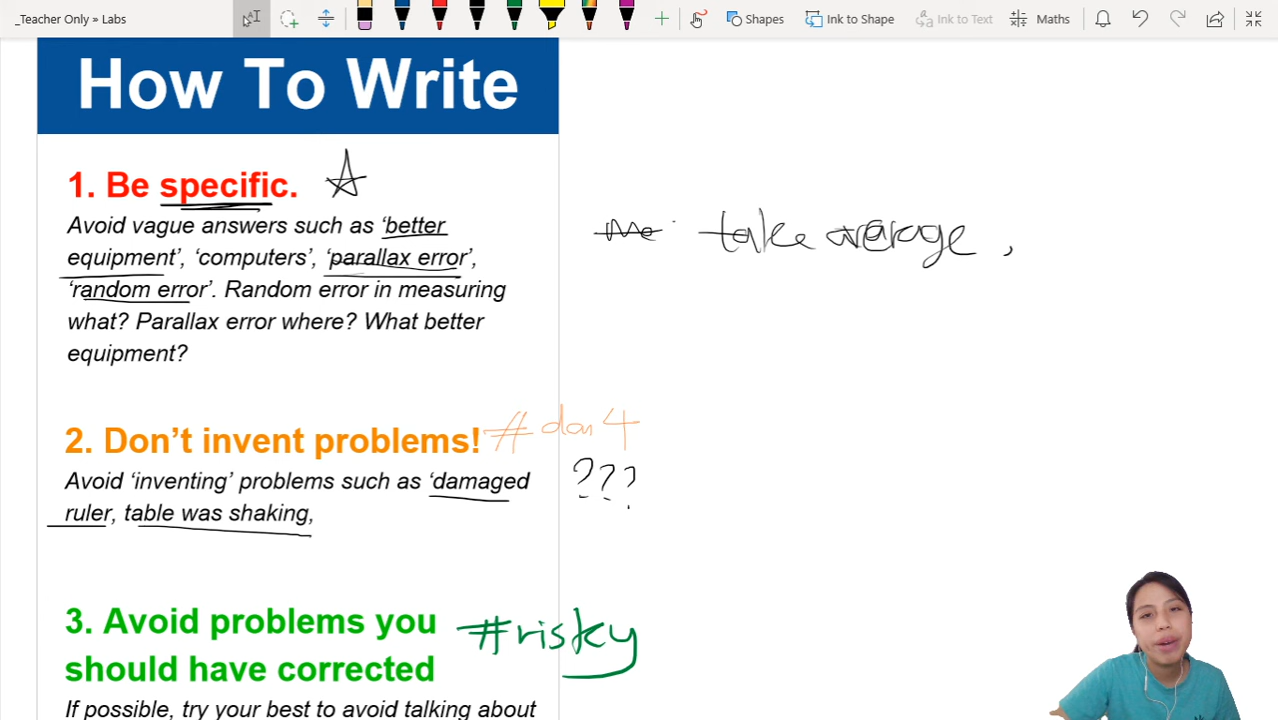 _Teacher Only » Labs
Shapes
Ink to Shape
Ink to Text
Maths
How To Write
1. Be specific.
Avoid vague answers such as ‘better
equipment’, ‘computers’, ‘parallax error’,
‘random error’. Random error in measuring
what? Parallax error where? What better
equipment?
take average ,
2. Don’t invent problems! #don4
Avoid ‘inventing’ problems such as ‘damaged
ruler, table was shaking,
???
3. Avoid problems you
should have corrected
#risky
If possible, try your best to avoid talking about